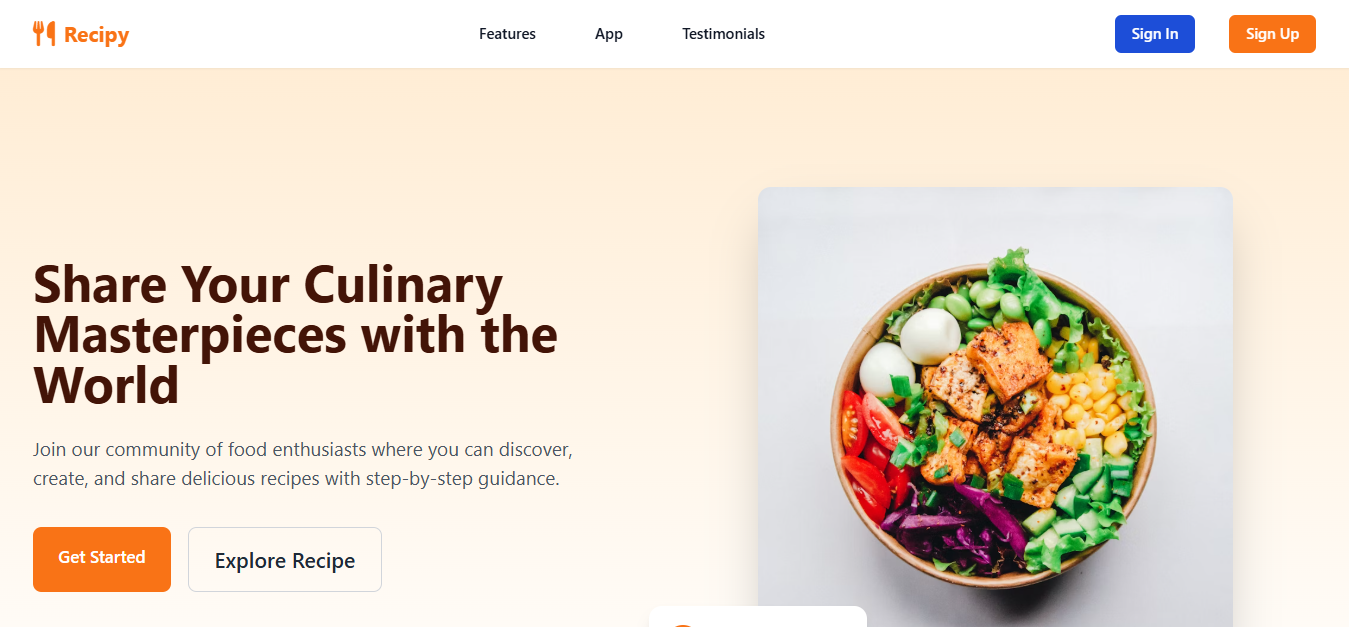 Recipy
Features
App
Testimonials
Sign In
Sign Up
Share Your Culinary
Masterpieces with the
World
Join our community of food enthusiasts where you can discover,
create, and share delicious recipes with step-by-step guidance.
Get Started
Explore Recipe